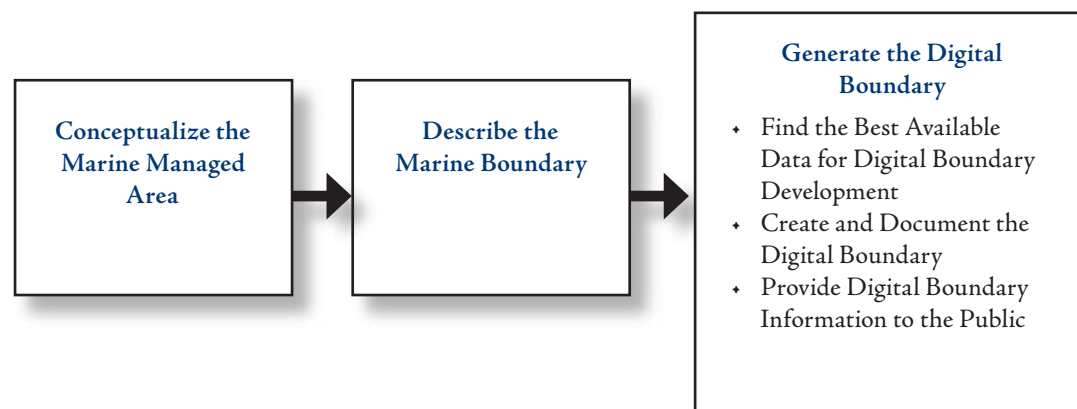 Conceptualize the
Marine Managed
Area
Describe the
Marine Boundary
Generate the Digital
Boundary
✦ Find the Best Available
Data for Digital Boundary
Development
✦ Create and Document the
Digital Boundary
✦ Provide Digital Boundary
Information to the Public